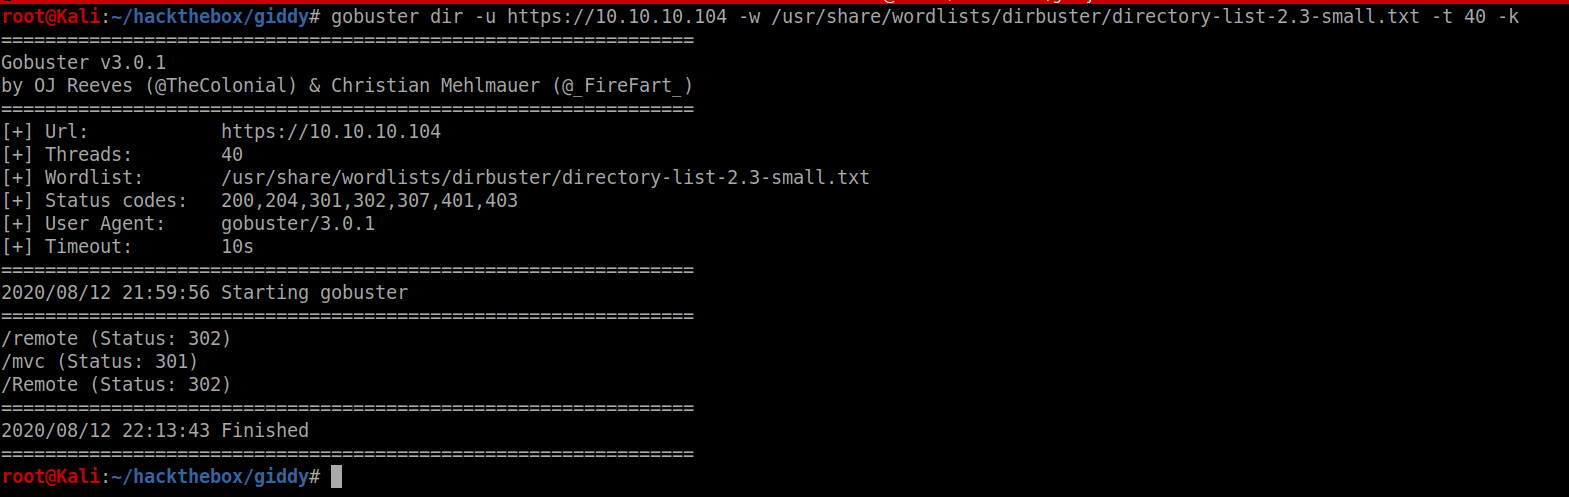 root@Kali:~/hackthebox/giddy# gobuster dir -u https://10.10.10.104 -w /usr/share/wordlists/dirbuster/directory-list-2.3-small.txt -t 40 -k
===============================================================
Gobuster v3.0.1
by OJ Reeves (@TheColonial) & Christian Mehlmauer (@_FireFart_)
===============================================================
[+] Url:            https://10.10.10.104
[+] Threads:        40
[+] Wordlist:       /usr/share/wordlists/dirbuster/directory-list-2.3-small.txt
[+] Status codes:   200,204,301,302,307,401,403
[+] User Agent:     gobuster/3.0.1
[+] Timeout:        10s
===============================================================
2020/08/12 21:59:56 Starting gobuster
===============================================================
/remote (Status: 302)
/mvc (Status: 301)
/Remote (Status: 302)
===============================================================
2020/08/12 22:13:43 Finished
===============================================================
root@Kali:~/hackthebox/giddy#